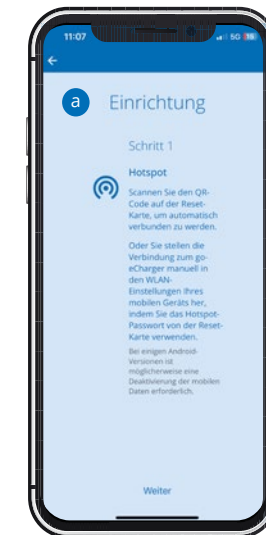 11:07
5G 19
a
Einrichtung
Schritt 1
Hotspot
Scannen Sie den QR-
Code auf der Reset-
Karte, um automatisch
verbunden zu werden.
Oder Sie stellen die
Verbindung zum go-
eCharger manuell in
den WLAN-
Einstellungen Ihres
mobilen Geräts her,
indem Sie das Hotspot-
Passwort von der Reset-
Karte verwenden.
Bei einigen Android-
Versionen ist
möglicherweise eine
Deaktivierung der mobilen
Daten erforderlich.
Weiter